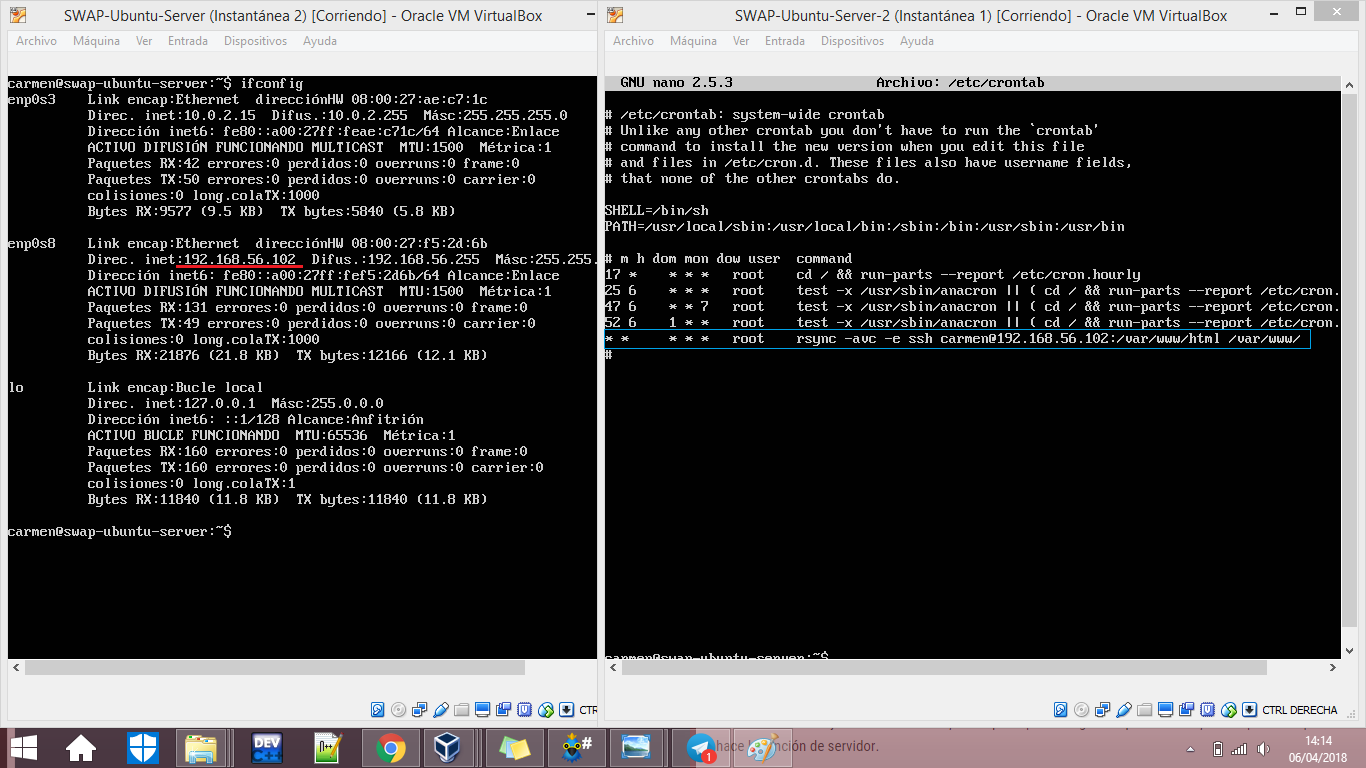 SWAP-Ubuntu-Server (Instantánea 2) [Corriendo] - Oracle VM VirtualBox
Archivo Máquina Ver Entrada Dispositivos Ayuda
carmen@swap-ubuntu-server:~$ ifconfig
enp0s3    Link encap:Ethernet  direcciónHW 08:00:27:ae:c7:1c
          Direc. inet:10.0.2.15  Difus.:10.0.2.255  Másc:255.255.255.0
          Dirección inet6: fe80::a00:27ff:feae:c71c/64 Alcance:Enlace
          ACTIVO DIFUSIÓN FUNCIONANDO MULTICAST  MTU:1500  Métrica:1
          Paquetes RX:42 errores:0 perdidos:0 overruns:0 frame:0
          Paquetes TX:50 errores:0 perdidos:0 overruns:0 carrier:0
          colisiones:0 long.colaTX:1000
          Bytes RX:9577 (9.5 KB)  TX bytes:5840 (5.8 KB)
enp0s8    Link encap:Ethernet  direcciónHW 08:00:27:f5:2d:6b
          Direc. inet:192.168.56.102  Difus.:192.168.56.255  Másc:255.255.
          Dirección inet6: fe80::a00:27ff:fef5:2d6b/64 Alcance:Enlace
          ACTIVO DIFUSIÓN FUNCIONANDO MULTICAST  MTU:1500  Métrica:1
          Paquetes RX:131 errores:0 perdidos:0 overruns:0 frame:0
          Paquetes TX:49 errores:0 perdidos:0 overruns:0 carrier:0
          colisiones:0 long.colaTX:1000
          Bytes RX:21876 (21.8 KB)  TX bytes:12166 (12.1 KB)
lo        Link encap:Bucle local
          Direc. inet:127.0.0.1  Másc:255.0.0.0
          Dirección inet6: ::1/128 Alcance:Anfitrión
          ACTIVO BUCLE FUNCIONANDO  MTU:65536  Métrica:1
          Paquetes RX:160 errores:0 perdidos:0 overruns:0 frame:0
          Paquetes TX:160 errores:0 perdidos:0 overruns:0 carrier:0
          colisiones:0 long.colaTX:1
          Bytes RX:11840 (11.8 KB)  TX bytes:11840 (11.8 KB)
carmen@swap-ubuntu-server:~$
CTR
SWAP-Ubuntu-Server-2 (Instantánea 1) [Corriendo] - Oracle VM VirtualBox
Archivo Máquina Ver Entrada Dispositivos Ayuda
GNU nano 2.5.3 Archivo: /etc/crontab
# /etc/crontab: system-wide crontab
# Unlike any other crontab you don't have to run the `crontab'
# command to install the new version when you edit this file
# and files in /etc/cron.d. These files also have username fields,
# that none of the other crontabs do.
SHELL=/bin/sh
PATH=/usr/local/sbin:/usr/local/bin:/sbin:/bin:/usr/sbin:/usr/bin
# m h dom mon dow user  command
17 *    * * *   root    cd / && run-parts --report /etc/cron.hourly
25 6    * * *   root    test -x /usr/sbin/anacron || ( cd / && run-parts --report /etc/cron.
47 6    * * 7   root    test -x /usr/sbin/anacron || ( cd / && run-parts --report /etc/cron.
52 6    1 * *   root    test -x /usr/sbin/anacron || ( cd / && run-parts --report /etc/cron.
* *     * * *   root    rsync -avc -e ssh carmen@192.168.56.102:/var/www/html /var/www/
#
carmen@swap-ubuntu-server:~$
CTRL DERECHA
DEV C++
1
de servidor.
14:14
06/04/2018